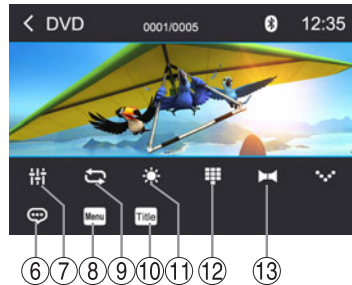 DVD 0001/0005 12:35
Menu Title
⑥ ⑦ ⑧ ⑨ ⑩ ⑪ ⑫ ⑬